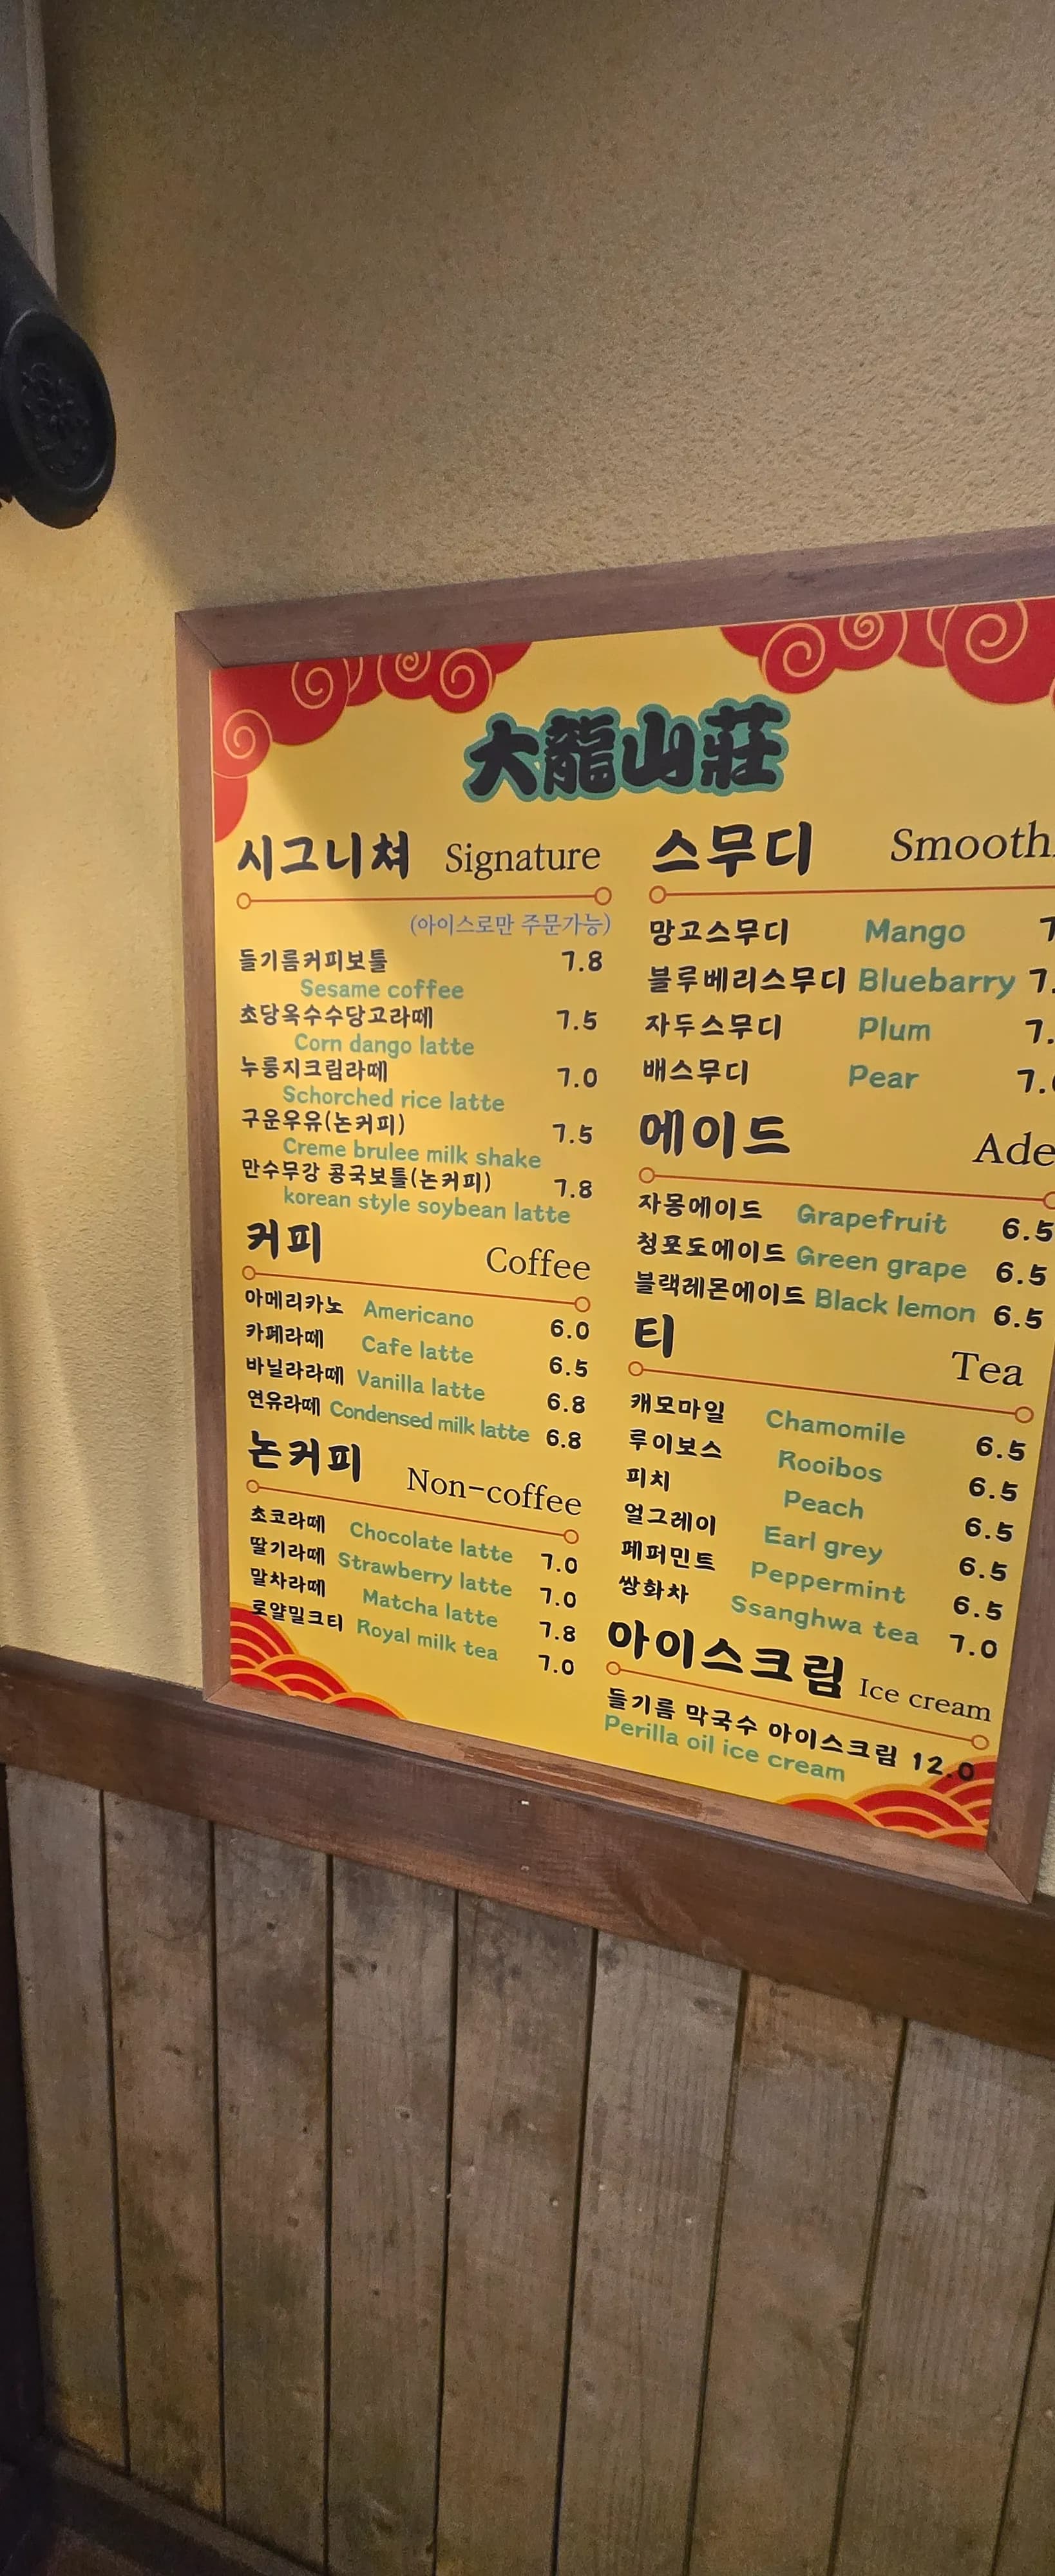 大龍山莊
시그니쳐 Signature
(아이스로만 주문가능)
들기름커피보틀 7.8
Sesame coffee
초당옥수수당고라떼 7.5
Corn dango latte
누룽지크림라떼 7.0
Schorched rice latte
구운우유(논커피) 7.5
Creme brulee milk shake
만수무강 콩국보틀(논커피) 7.8
korean style soybean latte
커피 Coffee
아메리카노 Americano 6.0
카페라떼 Cafe latte 6.5
바닐라라떼 Vanilla latte 6.8
연유라떼 Condensed milk latte 6.8
논커피 Non-coffee
초코라떼 Chocolate latte 7.0
딸기라떼 Strawberry latte 7.0
말차라떼 Matcha latte 7.8
로얄밀크티 Royal milk tea 7.0
스무디 Smooth
망고스무디 Mango
블루베리스무디 Bluebarry 7.
자두스무디 Plum 7.
배스무디 Pear 7.
에이드 Ade
자몽에이드 Grapefruit 6.5
청포도에이드 Green grape 6.5
블랙레몬에이드 Black lemon 6.5
티 Tea
캐모마일 Chamomile 6.5
루이보스 Rooibos 6.5
피치 Peach 6.5
얼그레이 Earl grey 6.5
페퍼민트 Peppermint 6.5
쌍화차 Ssanghwa tea 7.0
아이스크림 Ice cream
들기름 막국수 아이스크림 12.0
Perilla oil ice cream